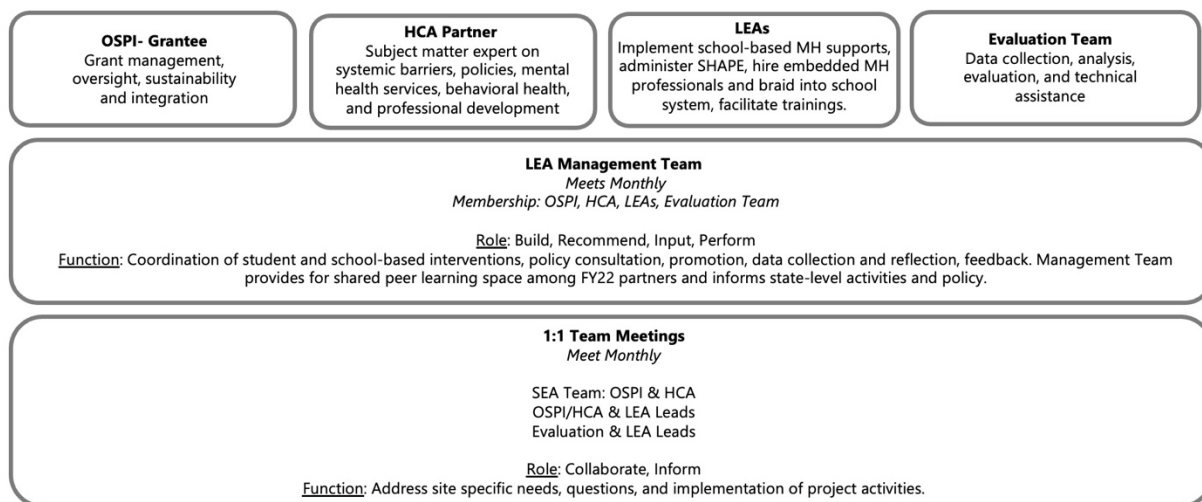 OSPI- Grantee
Grant management,
oversight, sustainability
and integration
HCA Partner
Subject matter expert on
systemic barriers, policies, mental
health services, behavioral health,
and professional development
LEAs
Implement school-based MH supports,
administer SHAPE, hire embedded MH
professionals and braid into school
system, facilitate trainings.
Evaluation Team
Data collection, analysis,
evaluation, and technical
assistance
LEA Management Team
Meets Monthly
Membership: OSPI, HCA, LEAs, Evaluation Team
Role: Build, Recommend, Input, Perform
Function: Coordination of student and school-based interventions, policy consultation, promotion, data collection and reflection, feedback. Management Team
provides for shared peer learning space among FY22 partners and informs state-level activities and policy.
1:1 Team Meetings
Meet Monthly
SEA Team: OSPI & HCA
OSPI/HCA & LEA Leads
Evaluation & LEA Leads
Role: Collaborate, Inform
Function: Address site specific needs, questions, and implementation of project activities.